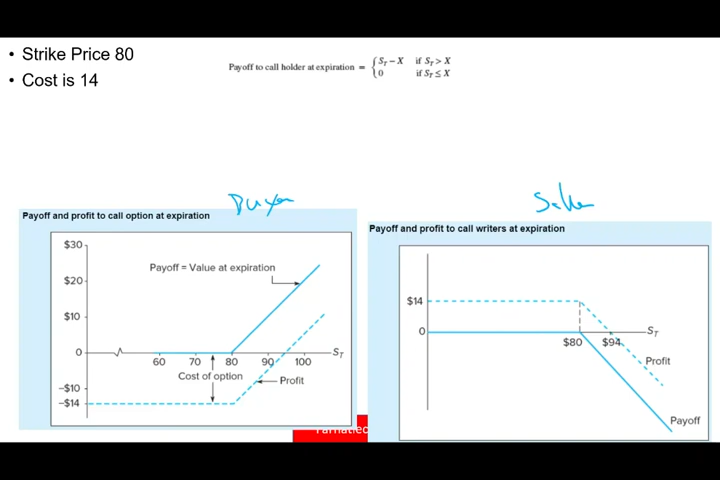 • Strike Price 80
• Cost is 14
Payoff to call holder at expiration = { S_T − X if S_T > X
0 if S_T ≤ X
Buyer
Seller
Payoff and profit to call option at expiration
$30
$20
$10
0
−$10
−$14
Payoff = Value at expiration
60 70 80 90 100
S_T
Cost of option
Profit
Payoff and profit to call writers at expiration
$14
0
$80
$94
S_T
Profit
Payoff